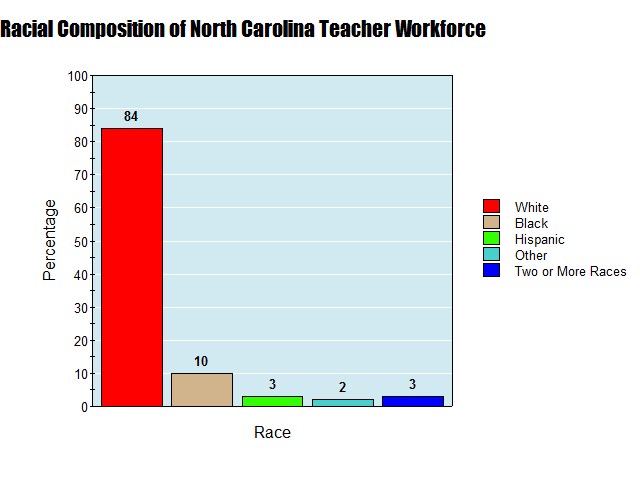 Racial Composition of North Carolina Teacher Workforce
100
90
80
70
60
50
40
30
20
10
0
Percentage
84
10
3
2
3
Race
White
Black
Hispanic
Other
Two or More Races